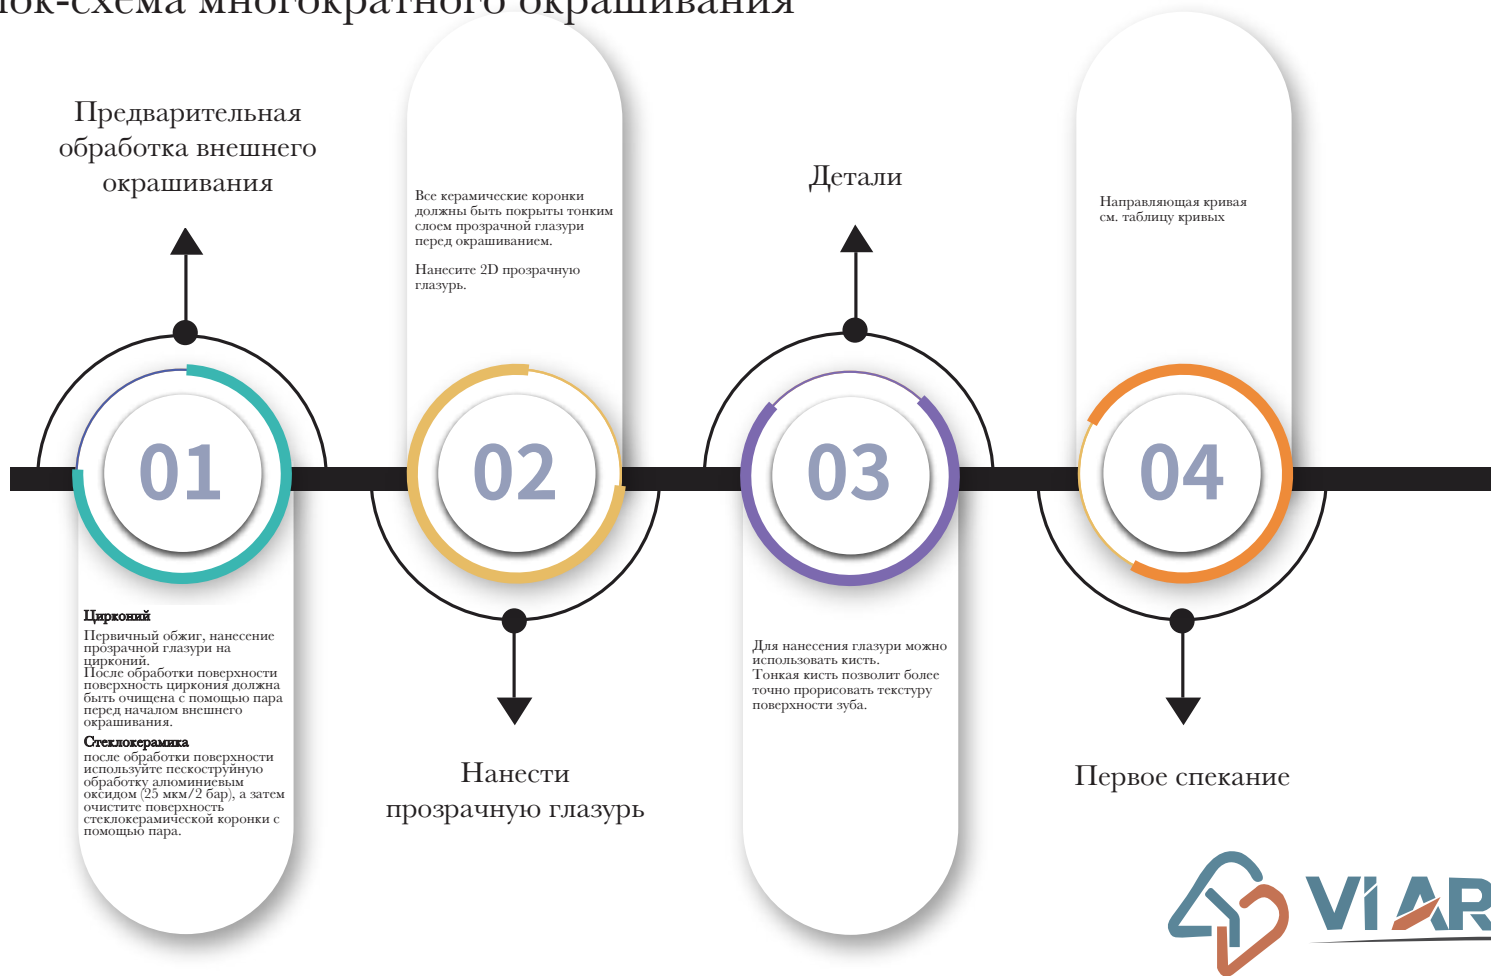 лок-схема многократного окрашивания
Предварительная
обработка внешнего
окрашивания
01
Цирконий
Первичный обжиг, нанесение
прозрачной глазури на
цирконий.
После обработки поверхности
поверхность циркония должна
быть очищена с помощью пара
перед началом внешнего
окрашивания.
Стеклокерамика
после обработки поверхности
используйте пескоструйную
обработку алюминиевым
оксидом (25 мкм/2 бар), а затем
очистите поверхность
стеклокерамической коронки с
помощью пара.
Все керамические коронки
должны быть покрыты тонким
слоем прозрачной глазури
перед окрашиванием.
Нанесите 2D прозрачную
глазурь.
02
Нанести
прозрачную глазурь
Детали
03
Для нанесения глазури можно
использовать кисть.
Тонкая кисть позволит более
точно прорисовать текстуру
поверхности зуба.
Направляющая кривая
см. таблицу кривых
04
Первое спекание
VI AR